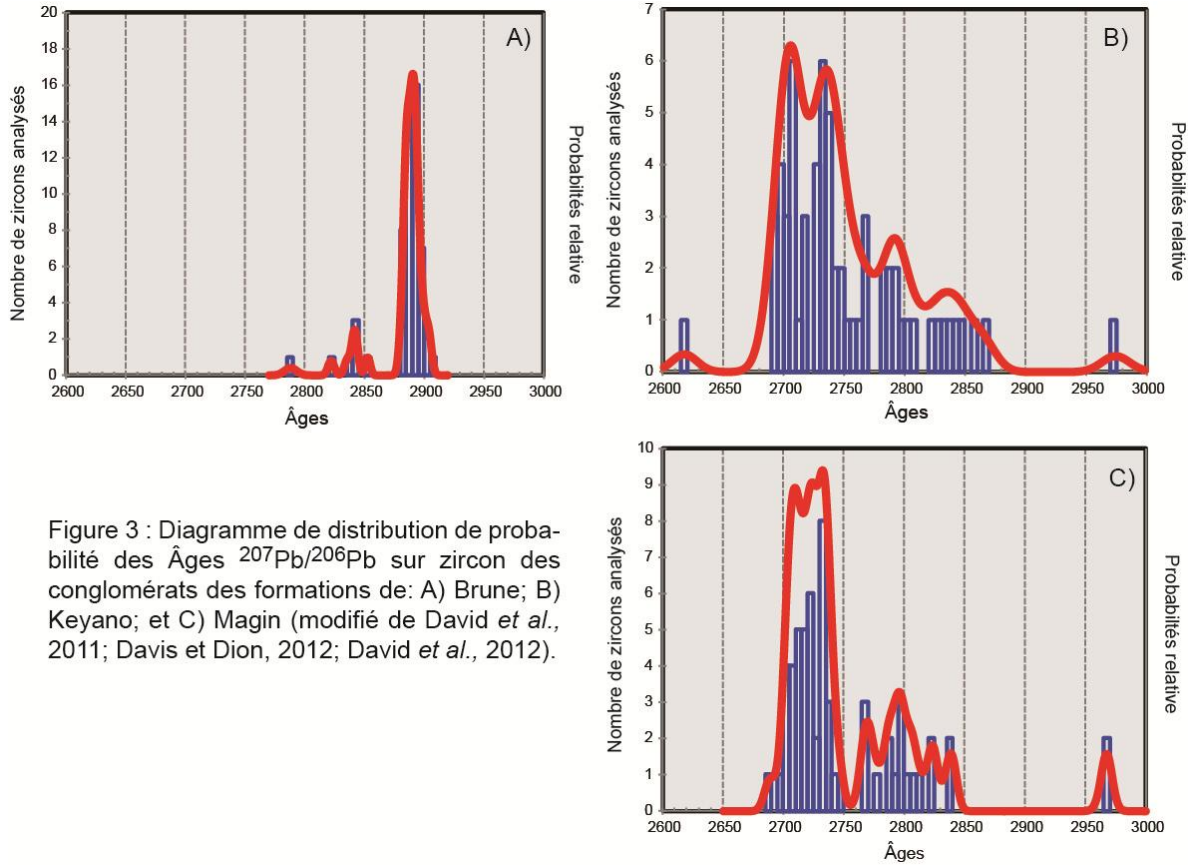 A)
Nombre de zircons analysés
20
18
16
14
12
10
8
6
4
2
0
2600 2650 2700 2750 2800 2850 2900 2950 3000
Âges
Probabiltés relative
B)
Nombre de zircons analysés
7
6
5
4
3
2
1
0
2600 2650 2700 2750 2800 2850 2900 2950 3000
Âges
Probabiltés relative
C)
Nombre de zircons analysés
10
9
8
7
6
5
4
3
2
1
0
2600 2650 2700 2750 2800 2850 2900 2950 3000
Âges
Probabiltés relative
Figure 3 : Diagramme de distribution de proba-
bilité des Âges ²⁰⁷Pb/²⁰⁶Pb sur zircon des
conglomérats des formations de: A) Brune; B)
Keyano; et C) Magin (modifié de David et al.,
2011; Davis et Dion, 2012; David et al., 2012).